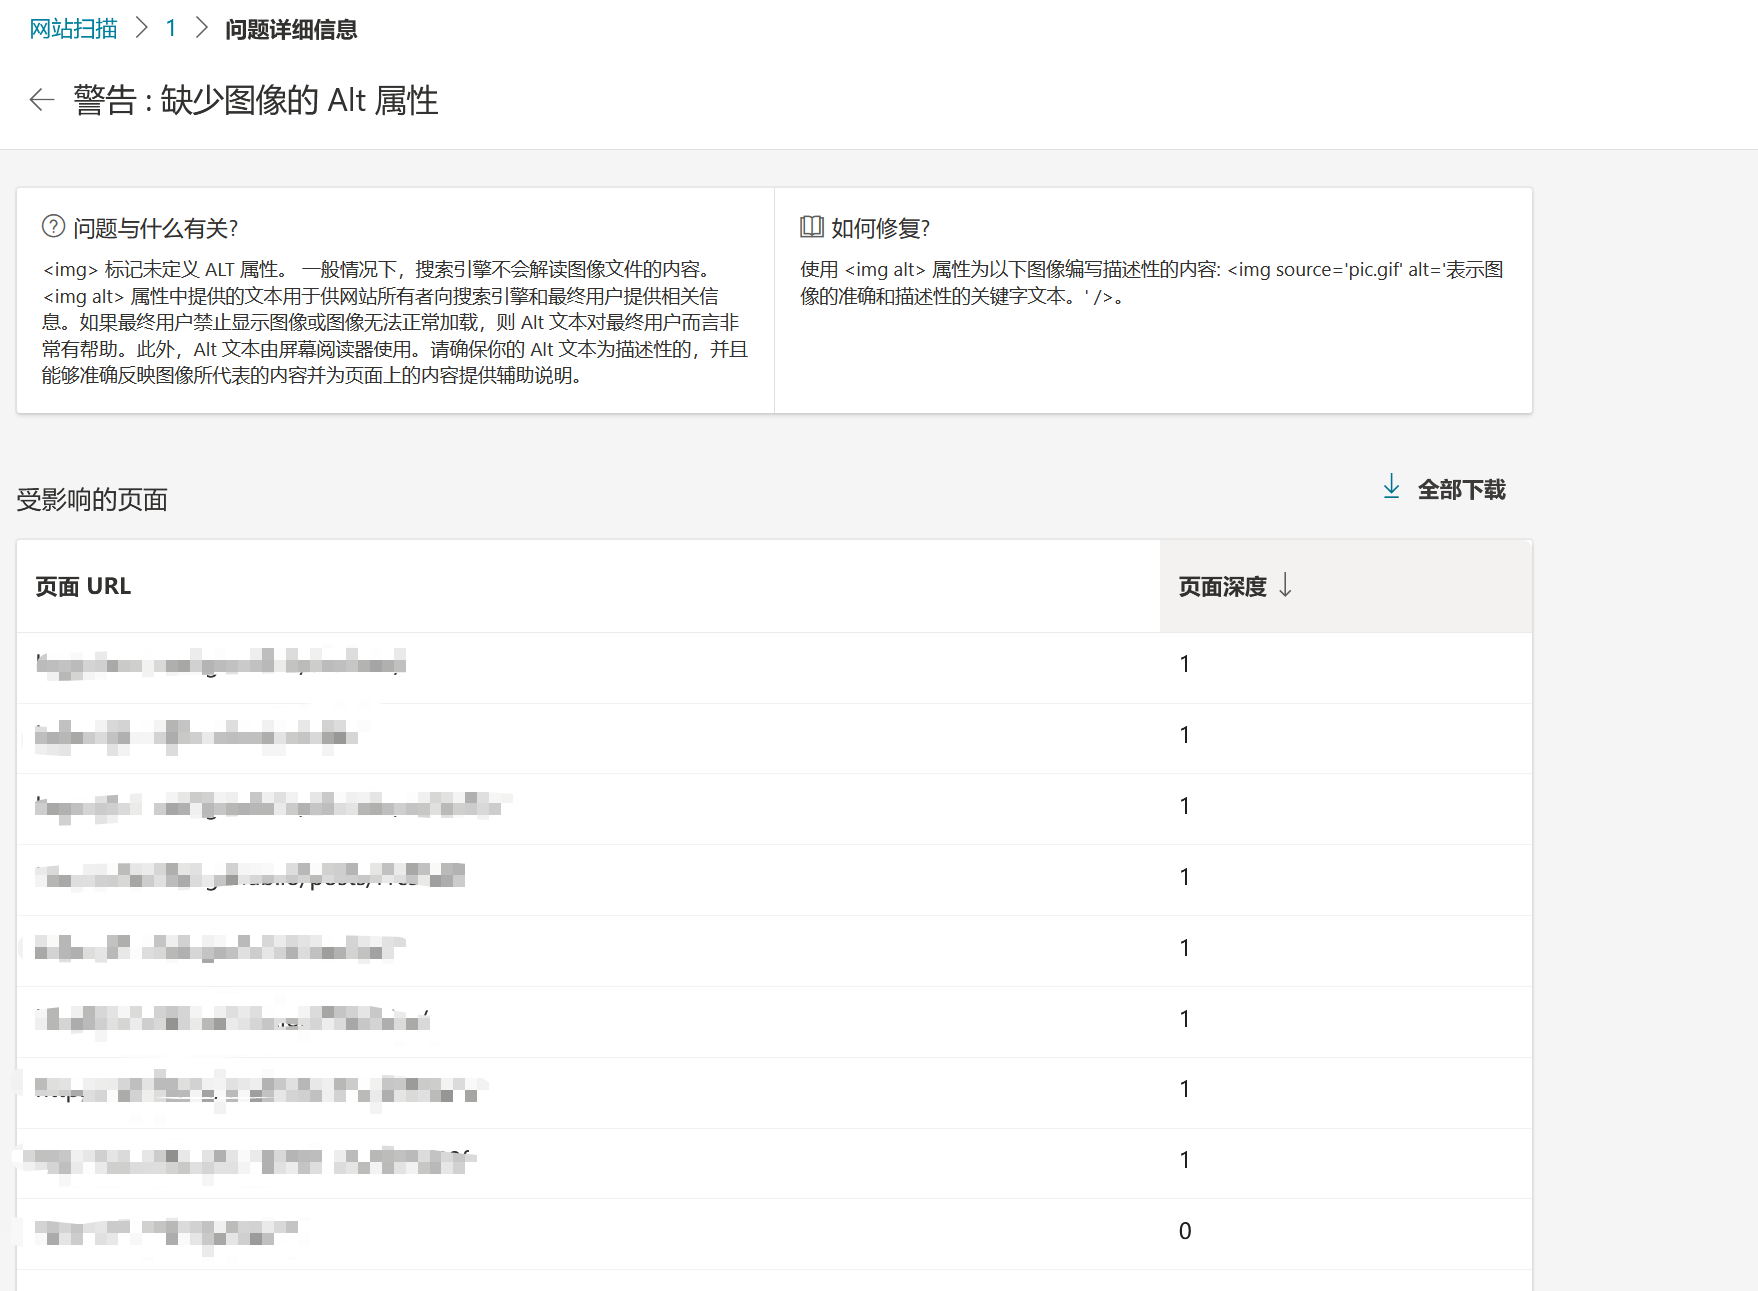 网站扫描 > 1 > 问题详细信息
← 警告 : 缺少图像的 Alt 属性
问题与什么有关?
<img> 标记未定义 ALT 属性。 一般情况下，搜索引擎不会解读图像文件的内容。
<img alt> 属性中提供的文本用于供网站所有者向搜索引擎和最终用户提供相关信
息。如果最终用户禁止显示图像或图像无法正常加载，则 Alt 文本对最终用户而言非
常有帮助。此外，Alt 文本由屏幕阅读器使用。请确保你的 Alt 文本为描述性的，并且
能够准确反映图像所代表的内容并为页面上的内容提供辅助说明。
如何修复?
使用 <img alt> 属性为以下图像编写描述性的内容: <img source='pic.gif' alt='表示图
像的准确和描述性的关键字文本。' />。
受影响的页面
全部下载
页面 URL
页面深度 ↓
1
1
1
1
1
1
1
1
0